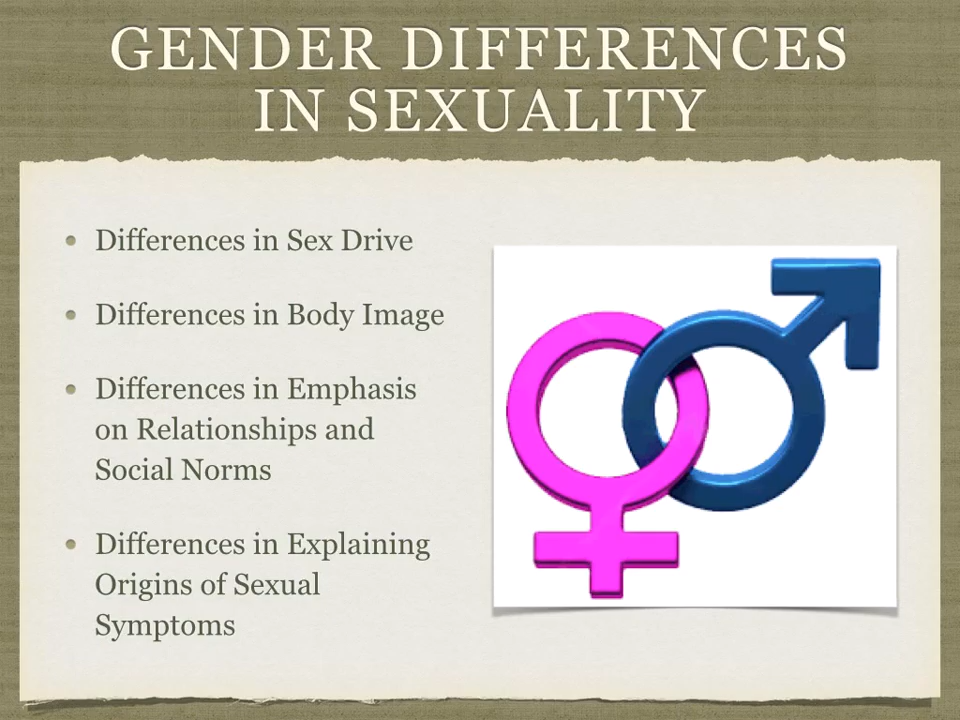 GENDER DIFFERENCES
IN SEXUALITY
Differences in Sex Drive
Differences in Body Image
Differences in Emphasis
on Relationships and
Social Norms
Differences in Explaining
Origins of Sexual
Symptoms